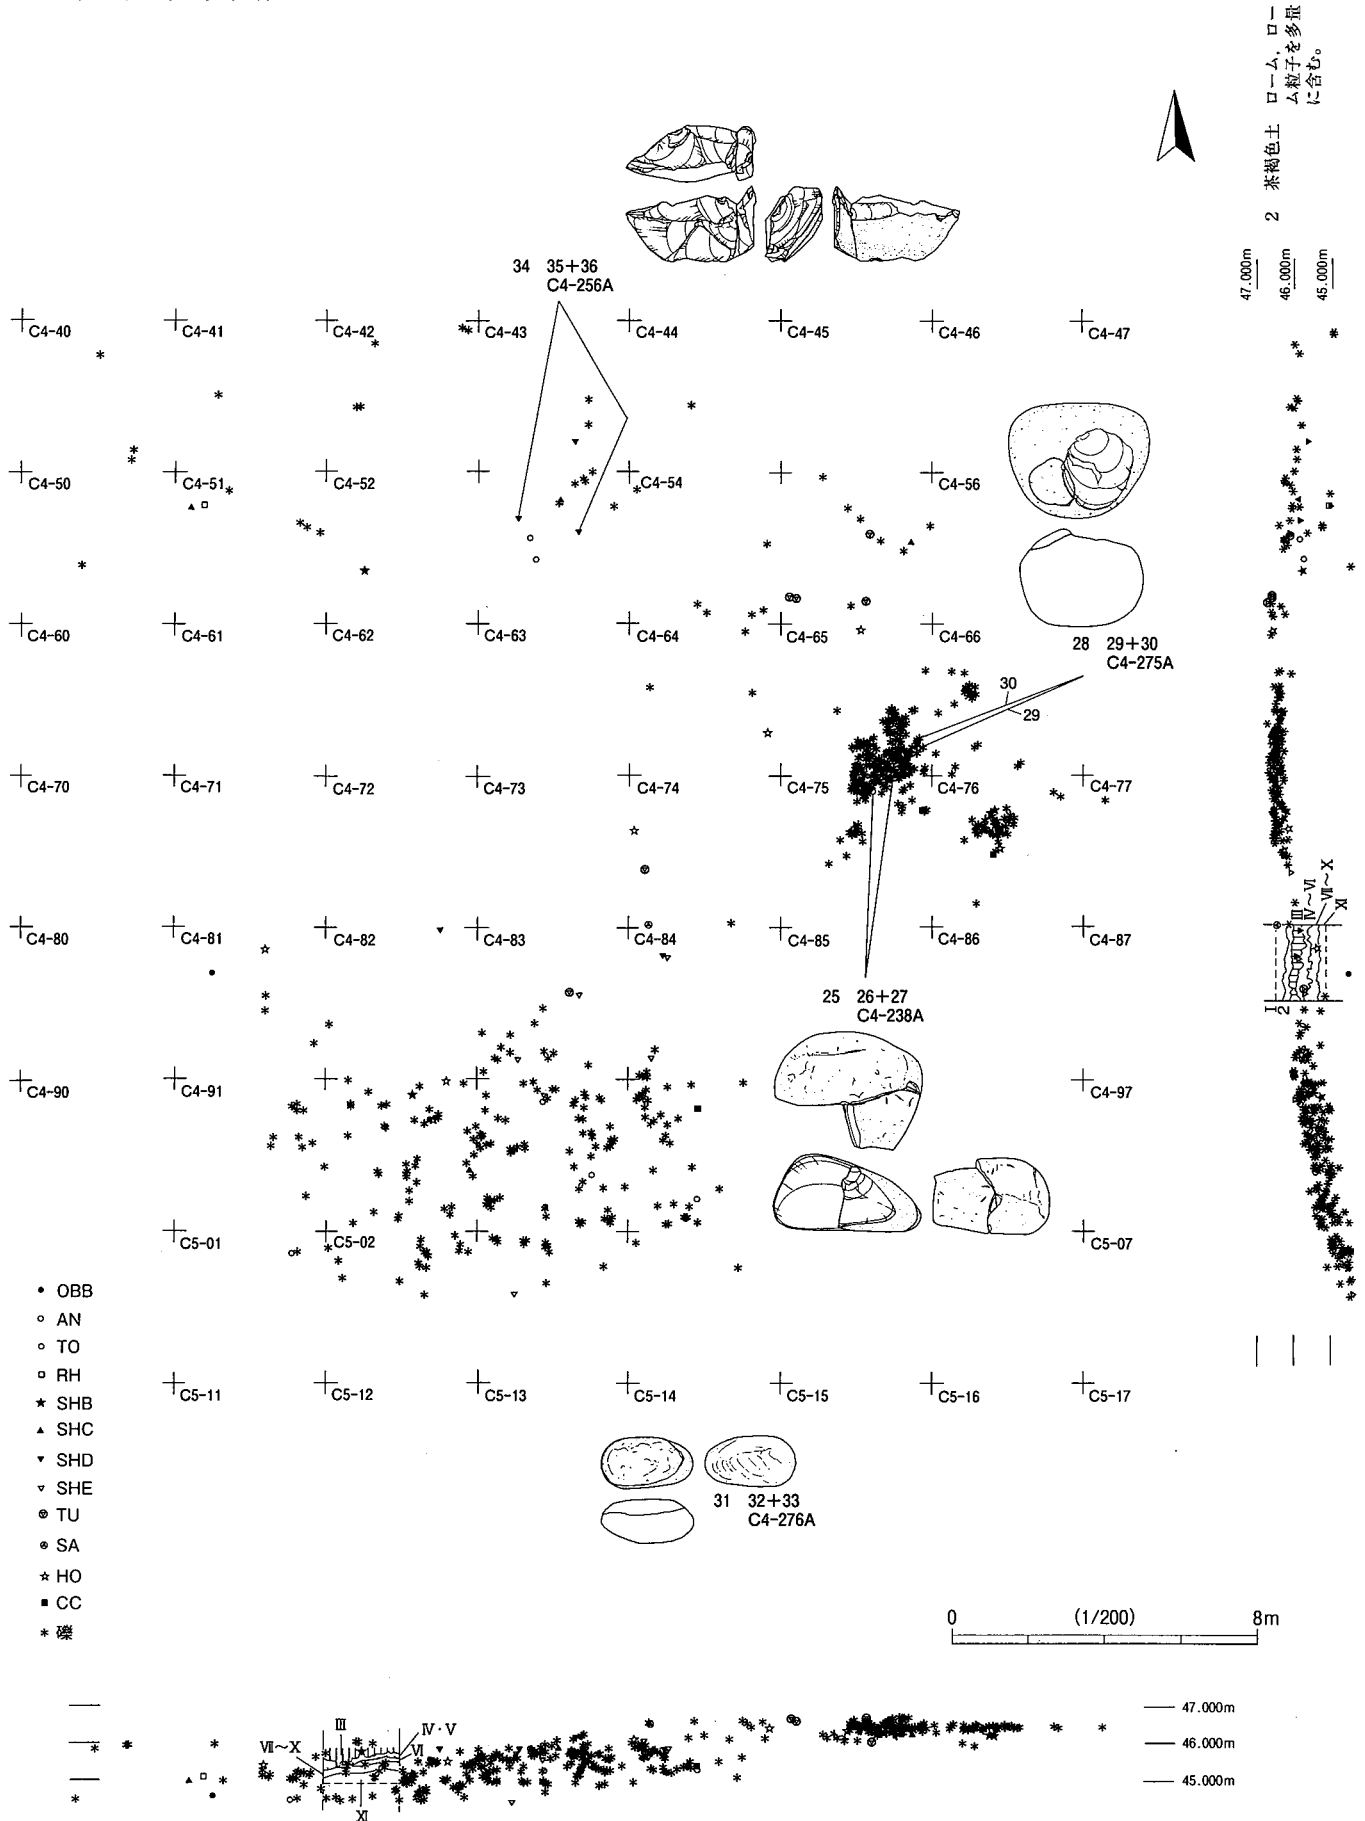 2 茶褐色土 ローム，ロー
ム粒子を多量
に含む。
47.000m
46.000m
45.000m
34 35+36
C4-256A
C4-40
C4-41
C4-42
C4-43
C4-44
C4-45
C4-46
C4-47
C4-50
C4-51
C4-52
C4-54
C4-56
C4-60
C4-61
C4-62
C4-63
C4-64
C4-65
C4-66
28 29+30
C4-275A
30
29
C4-70
C4-71
C4-72
C4-73
C4-74
C4-75
C4-76
C4-77
C4-80
C4-81
C4-82
C4-83
C4-84
C4-85
C4-86
C4-87
III
IV～VI
VII～X
XI
1
2
25 26+27
C4-238A
C4-90
C4-91
C4-97
C5-01
C5-02
C5-07
OBB
AN
TO
RH
SHB
SHC
SHD
SHE
TU
SA
HO
CC
礫
C5-11
C5-12
C5-13
C5-14
C5-15
C5-16
C5-17
31 32+33
C4-276A
0 (1/200) 8m
III
IV・V
VI
VII～X
XI
47.000m
46.000m
45.000m